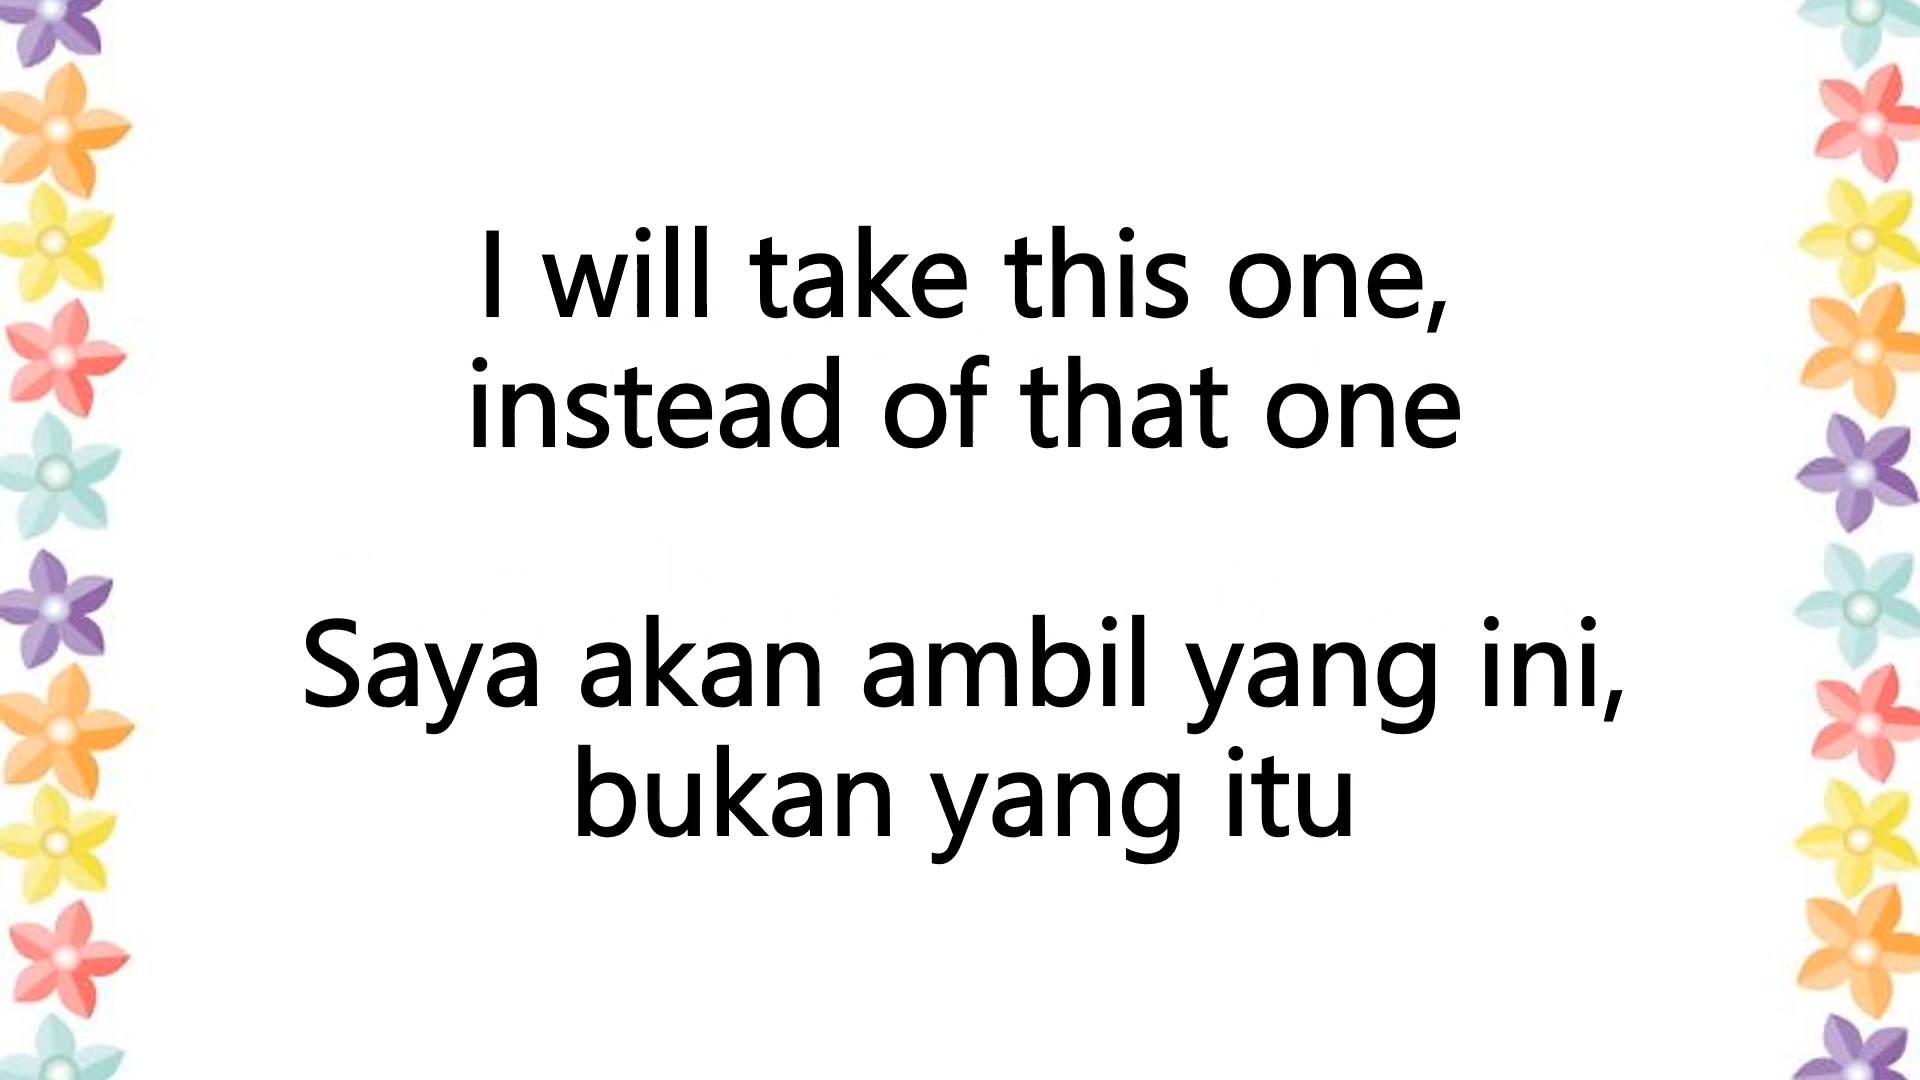 I will take this one,
instead of that one
Saya akan ambil yang ini,
bukan yang itu